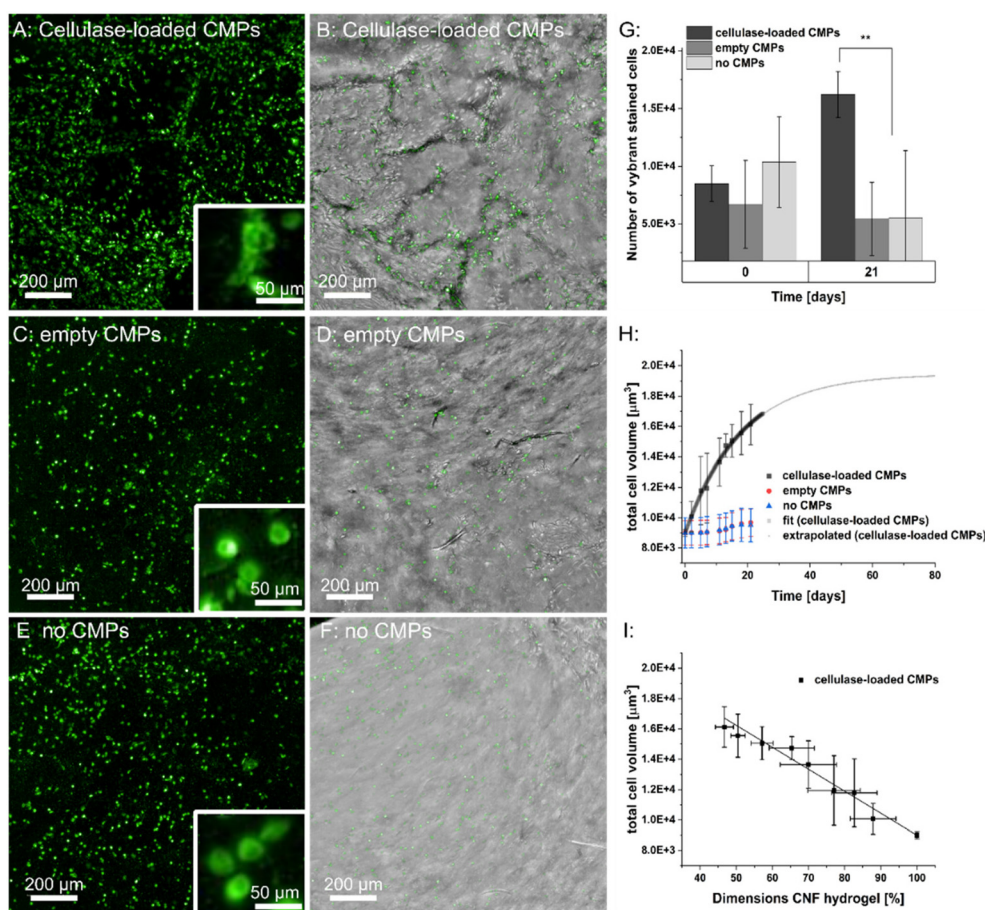 A: Cellulase-loaded CMPs
200 µm
50 µm
B: Cellulase-loaded CMPs
200 µm
C: empty CMPs
200 µm
50 µm
D: empty CMPs
200 µm
E no CMPs
200 µm
50 µm
F: no CMPs
200 µm
G:
cellulase-loaded CMPs
empty CMPs
no CMPs
**
2.0E+4
1.5E+4
1.0E+4
5.0E+3
Number of vybrant stained cells
0
21
Time [days]
H:
2.0E+4
1.8E+4
1.6E+4
1.4E+4
1.2E+4
1.0E+4
8.0E+3
total cell volume [µm³]
cellulase-loaded CMPs
empty CMPs
no CMPs
fit (cellulase-loaded CMPs)
extrapolated (cellulase-loaded CMPs)
0 20 40 60 80
Time [days]
I:
2.0E+4
1.8E+4
1.6E+4
1.4E+4
1.2E+4
1.0E+4
8.0E+3
total cell volume [µm³]
cellulase-loaded CMPs
40 50 60 70 80 90 100
Dimensions CNF hydrogel [%]